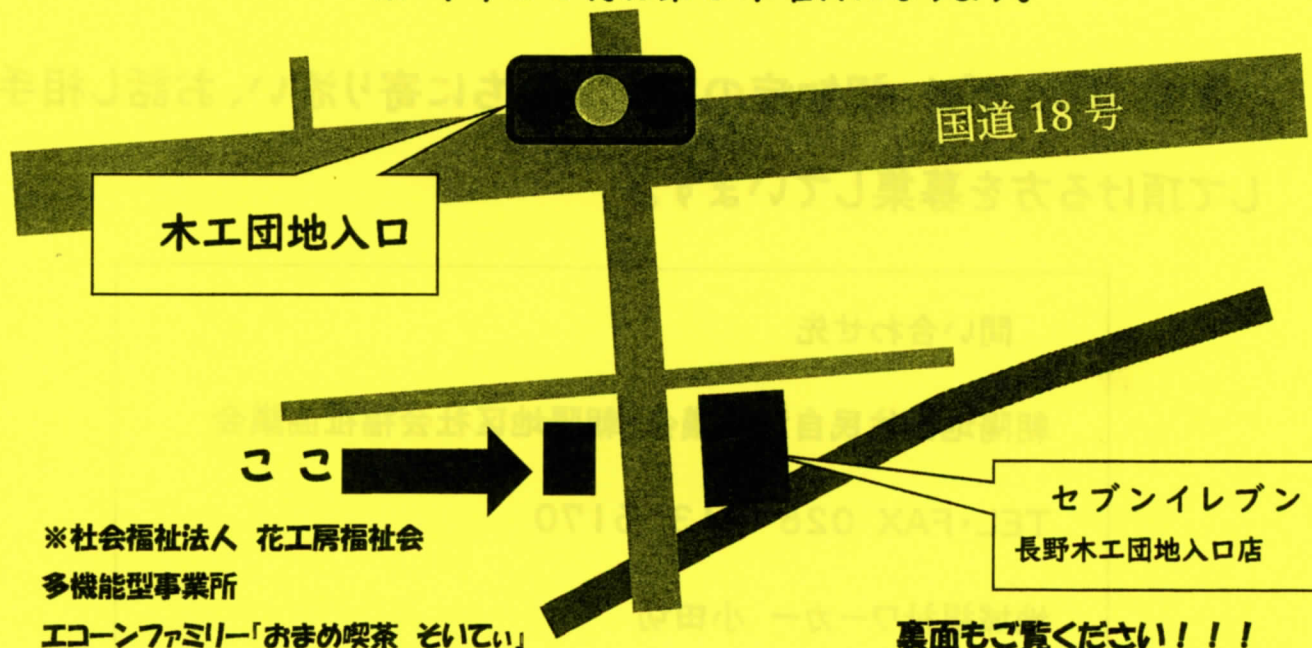 国道 18 号
木工団地入口
ここ
セブンイレブン
長野木工団地入口店
※社会福祉法人 花工房福祉会
多機能型事業所
エコーンファミリー「おまめ喫茶 そいてぃ」
裏面もご覧ください！！！